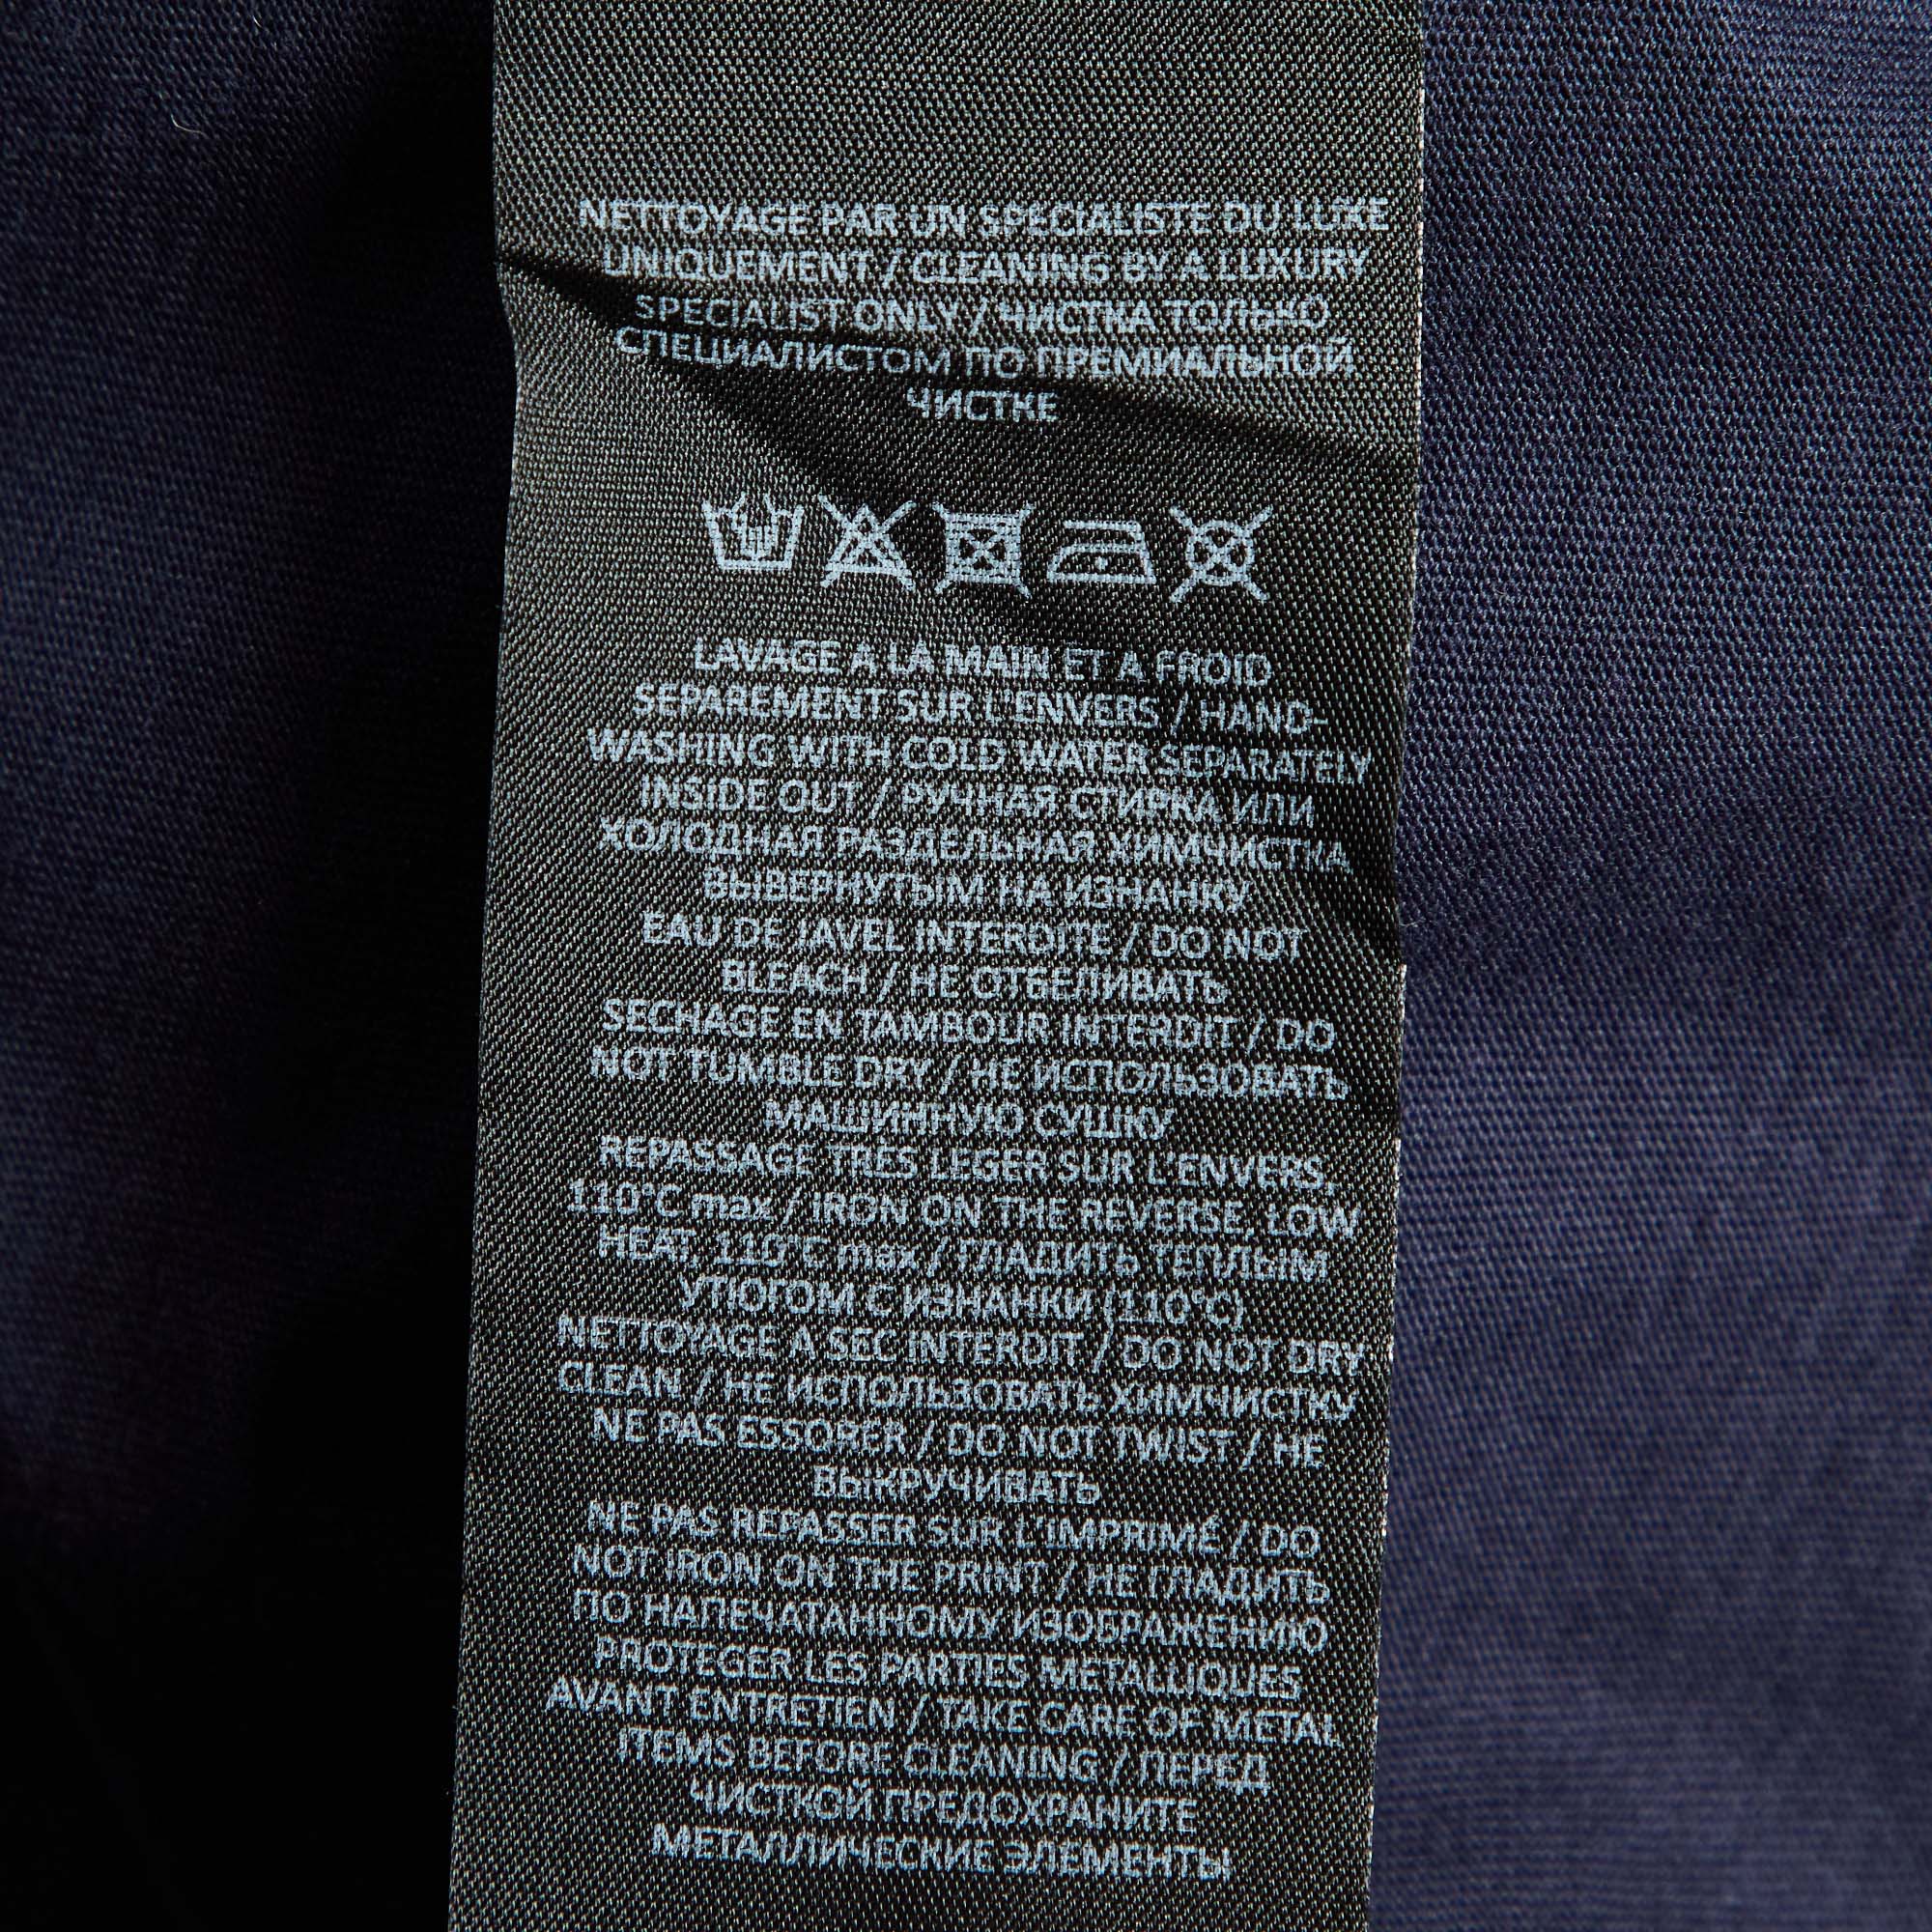 NETTOYAGE PAR UN SPECIALISTE DU LUXE
UNIQUEMENT / CLEANING BY A LUXURY
SPECIALIST ONLY / ЧИСТКА ТОЛЬКО
СПЕЦИАЛИСТОМ ПО ПРЕМИАЛЬНОЙ
ЧИСТКЕ
LAVAGE A LA MAIN ET A FROID
SEPAREMENT SUR L'ENVERS / HAND-
WASHING WITH COLD WATER SEPARATELY
INSIDE OUT / РУЧНАЯ СТИРКА ИЛИ
ХОЛОДНАЯ РАЗДЕЛЬНАЯ ХИМЧИСТКА,
ВЫВЕРНУТЫМ НА ИЗНАНКУ
EAU DE JAVEL INTERDITE / DO NOT
BLEACH / НЕ ОТБЕЛИВАТЬ
SECHAGE EN TAMBOUR INTERDIT / DO
NOT TUMBLE DRY / НЕ ИСПОЛЬЗОВАТЬ
МАШИННУЮ СУШКУ
REPASSAGE TRÈS LEGER SUR L'ENVERS,
110°C max / IRON ON THE REVERSE, LOW
HEAT, 110°C max / ГЛАДИТЬ ТЕПЛЫМ
УТЮГОМ С ИЗНАНКИ (110°С)
NETTOYAGE A SEC INTERDIT / DO NOT DRY
CLEAN / НЕ ИСПОЛЬЗОВАТЬ ХИМЧИСТКУ
NE PAS ESSORER / DO NOT TWIST / НЕ
ВЫКРУЧИВАТЬ
NE PAS REPASSER SUR L'IMPRIMÉ / DO
NOT IRON ON THE PRINT / НЕ ГЛАДИТЬ
ПО НАПЕЧАТАННОМУ ИЗОБРАЖЕНИЮ
PROTEGER LES PARTIES METALLIQUES
AVANT ENTRETIEN / TAKE CARE OF METAL
ITEMS BEFORE CLEANING / ПЕРЕД
ЧИСТКОЙ ПРЕДОХРАНИТЕ
МЕТАЛЛИЧЕСКИЕ ЭЛЕМЕНТЫ